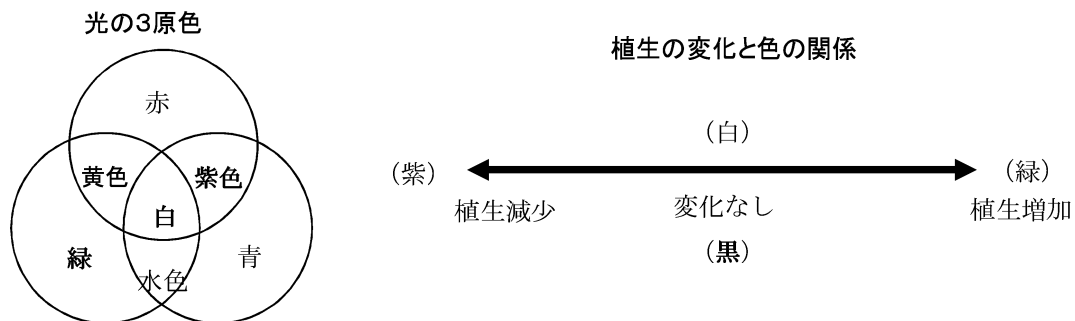 光の３原色
赤
黄色
紫色
白
緑
青
水色
植生の変化と色の関係
（白）
（紫）
（緑）
植生減少
変化なし
植生増加
（黒）